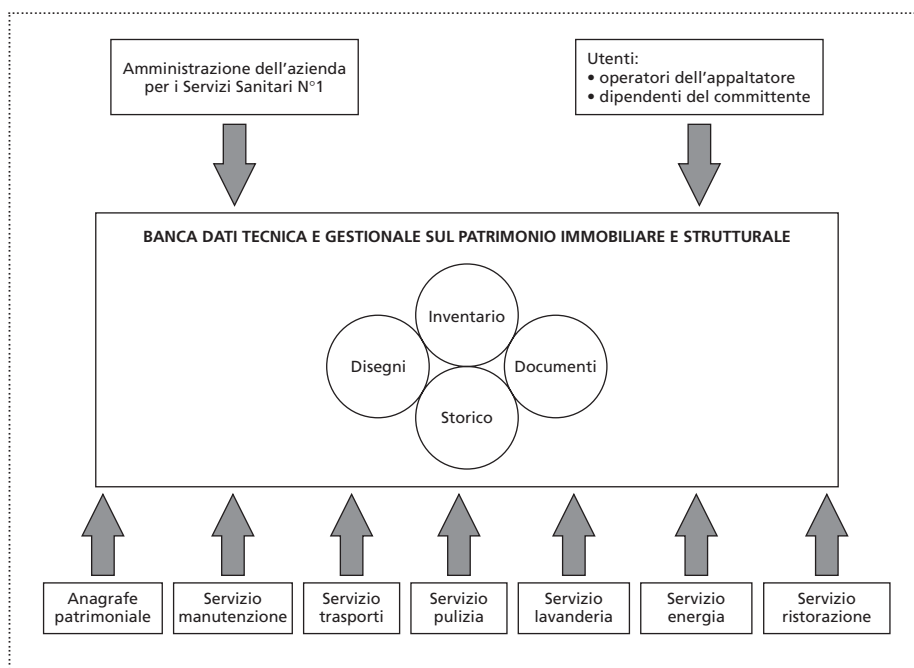 Amministrazione dell’azienda
per i Servizi Sanitari N°1
Utenti:
• operatori dell’appaltatore
• dipendenti del committente
BANCA DATI TECNICA E GESTIONALE SUL PATRIMONIO IMMOBILIARE E STRUTTURALE
Inventario
Disegni
Documenti
Storico
Anagrafe
patrimoniale
Servizio
manutenzione
Servizio
trasporti
Servizio
pulizia
Servizio
lavanderia
Servizio
energia
Servizio
ristorazione